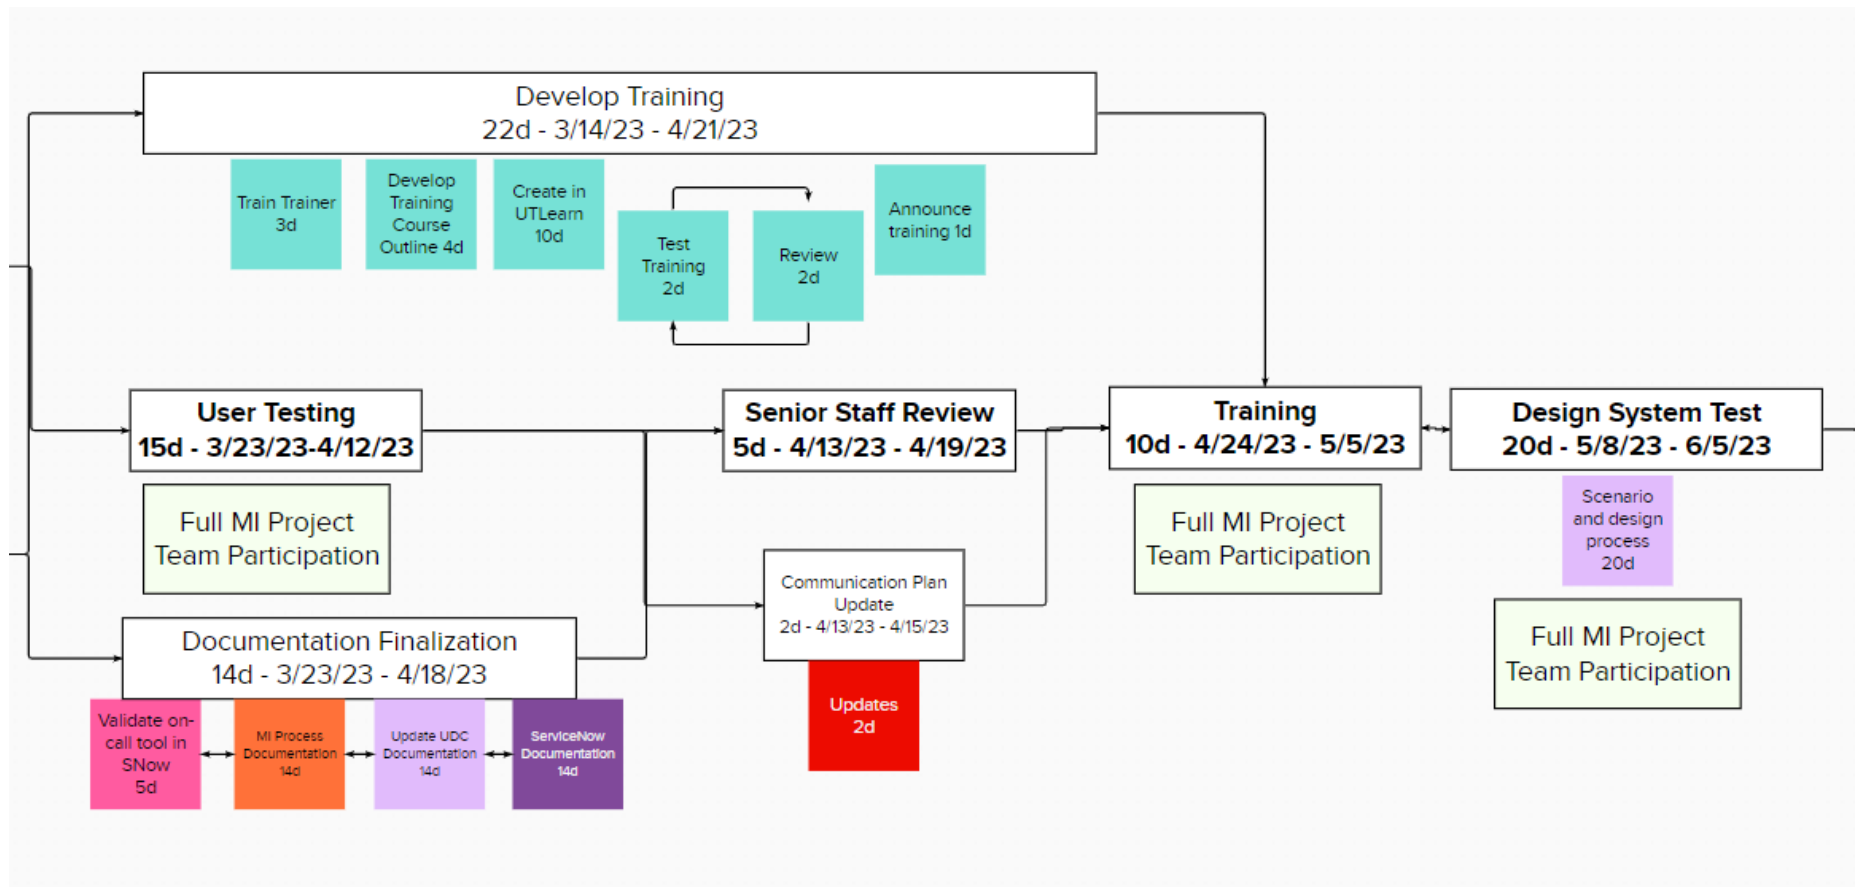 Develop Training
22d - 3/14/23 - 4/21/23
Train Trainer
3d
Develop
Training
Course
Outline 4d
Create in
UTLearn
10d
Test
Training
2d
Review
2d
Announce
training 1d
User Testing
15d - 3/23/23-4/12/23
Full MI Project
Team Participation
Senior Staff Review
5d - 4/13/23 - 4/19/23
Training
10d - 4/24/23 - 5/5/23
Full MI Project
Team Participation
Design System Test
20d - 5/8/23 - 6/5/23
Scenario
and design
process
20d
Full MI Project
Team Participation
Communication Plan
Update
2d - 4/13/23 - 4/15/23
Updates
2d
Documentation Finalization
14d - 3/23/23 - 4/18/23
Validate on-
call tool in
SNow
5d
MI Process
Documentation
14d
Update UDC
Documentation
14d
ServiceNow
Documentation
14d